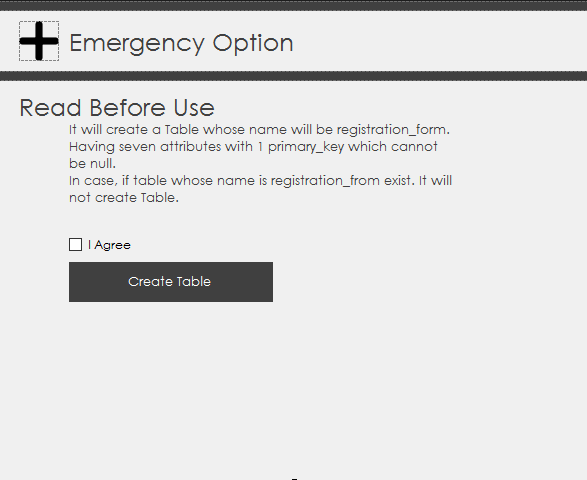 Emergency Option
Read Before Use
It will create a Table whose name will be registration_form.
Having seven attributes with 1 primary_key which cannot
be null.
In case, if table whose name is registration_from exist. It will
not create Table.
I Agree
Create Table